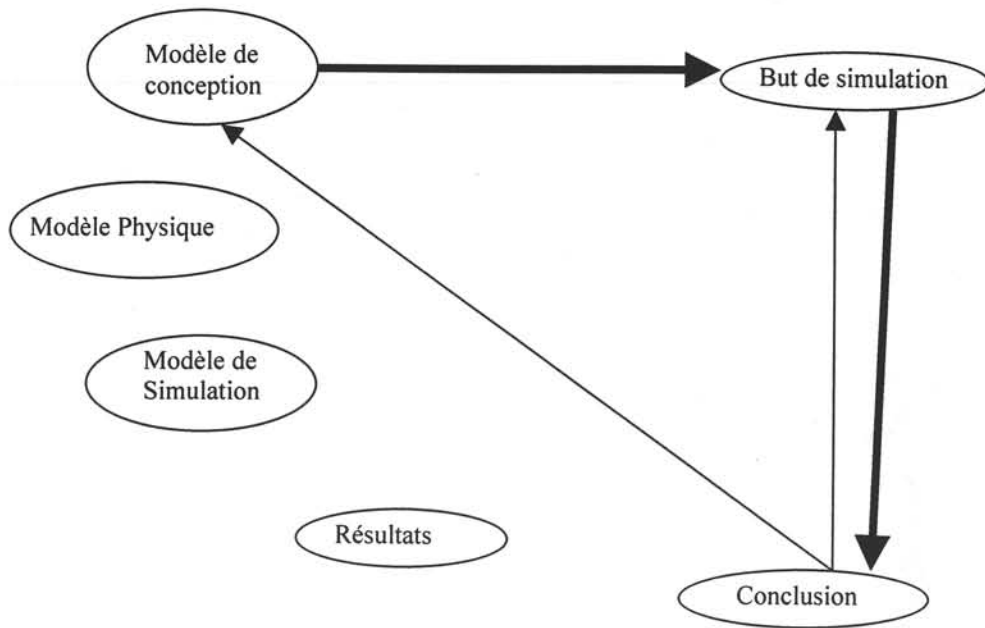 Modèle de
conception
But de simulation
Modèle Physique
Modèle de
Simulation
Résultats
Conclusion